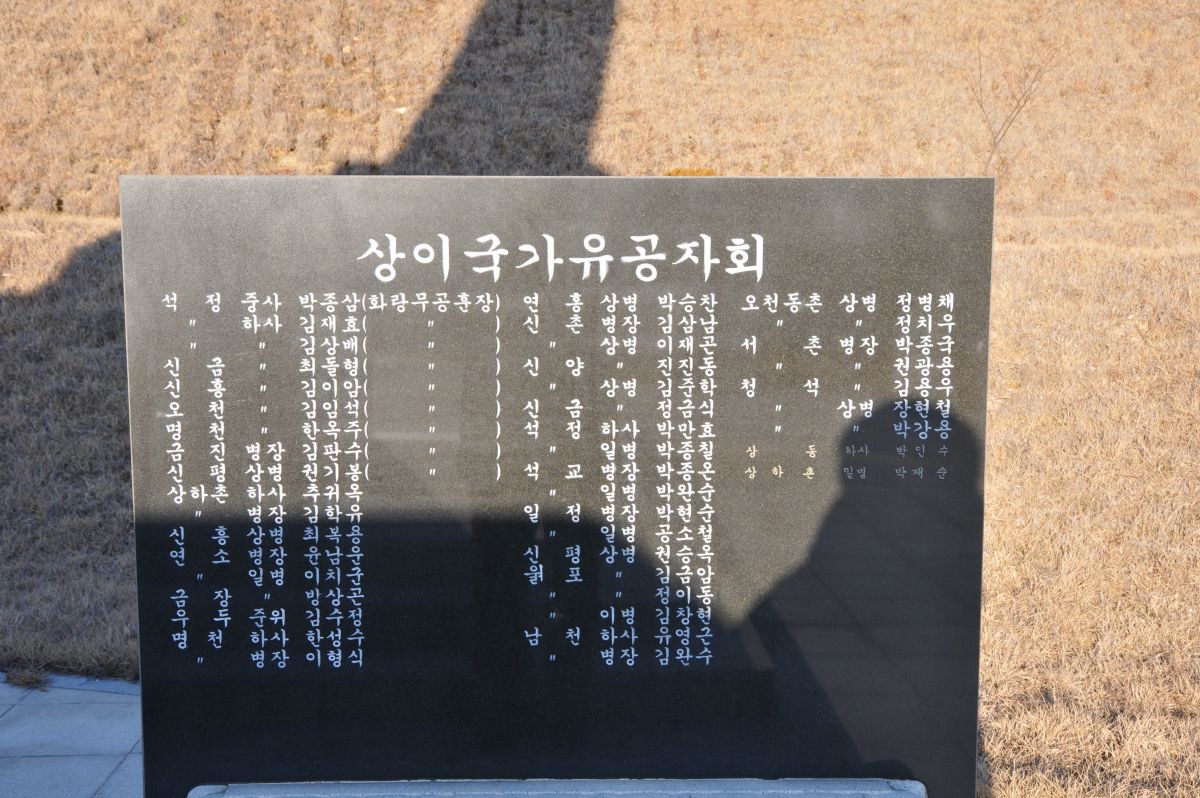 상이국가유공자회
석 정 중사 박종삼(화랑무공훈장)
〃 하사 김재효( 〃 )
〃 〃 김상배( 〃 )
신 금 〃 최돌형( 〃 )
신 흥 〃 김이암( 〃 )
오 천 〃 김임석( 〃 )
명 천 〃 한옥주( 〃 )
금 진 병장 김판수( 〃 )
신 평 상병 권기봉( 〃 )
상하촌 하사 추귀옥
〃 병장 김학유
신 흥 상병 최복용
연 소 병장 윤남운
〃 일병 이치군
금 장 〃 방상곤
우 두 준위 김수정
명 천 하사 한성수
〃 병장 이형식
연 홍 상병 박승찬
신 촌 병장 김삼남
〃 상병 이재곤
신 양 〃 진진동
〃 상병 김준학
신 금 〃 정금식
석 정 하사 박만효
일병 박종칠
석 교 병장 박종온
〃 일병 박완순
일 정 병장 박현순
〃 일병 공소철
신 평 상병 권승옥
월 포 〃 김금암
〃 정이동
〃 이병 김창현
남 천 하사 유영근
〃 병장 김완수
오천동촌 상병 정병채
〃 〃 정치우
서 촌 병장 박종국
〃 〃 권광용
청 석 〃 김용우
〃 상병 장현철
〃 〃 박강용
상 동 하사 박민수
상하촌 일병 박재순